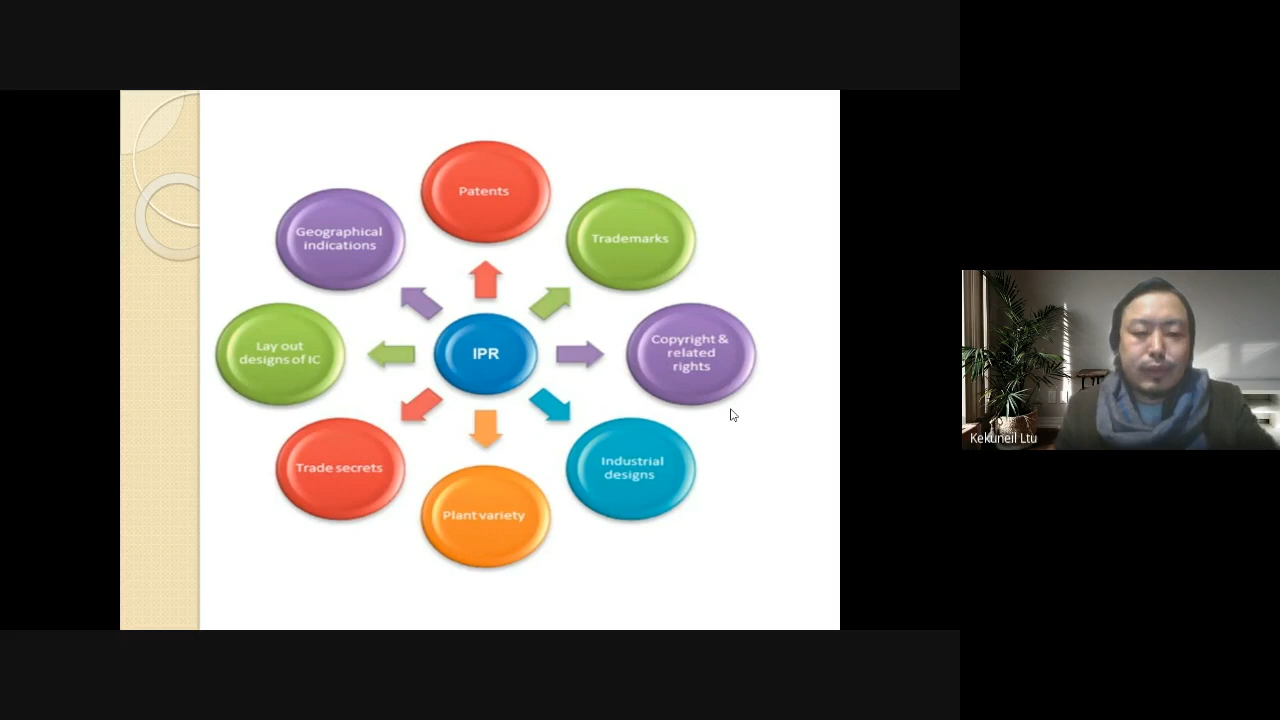 Patents
Geographical
indications
Trademarks
Lay out
designs of IC
IPR
Copyright &
related
rights
Trade secrets
Industrial
designs
Plant variety
Kekuneil Ltu